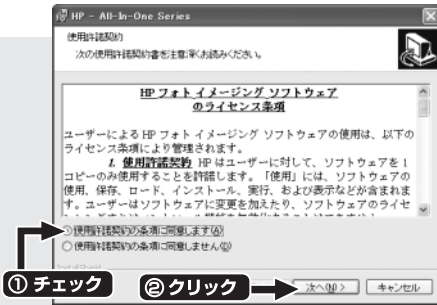 HP - All-In-One Series
使用許諾契約
次の使用許諾契約書を注意深くお読みください。
HP フォト イメージング ソフトウェア
のライセンス条項
ユーザーによる HP フォト イメージング ソフトウェアの使用は、以下の
ライセンス条項により管理されます。
1. 使用許諾契約 HP はユーザーに対して、ソフトウェアを 1
コピーのみ使用することを許諾します。「使用」には、ソフトウェアの
使用、保存、ロード、インストール、実行、および表示などが含まれま
す。ユーザーはソフトウェアに変更を加えたり、ソフトウェアのライセ
使用許諾契約の条項に同意します(A)
使用許諾契約の条項に同意しません(D)
① チェック
② クリック
次へ(N) >
キャンセル